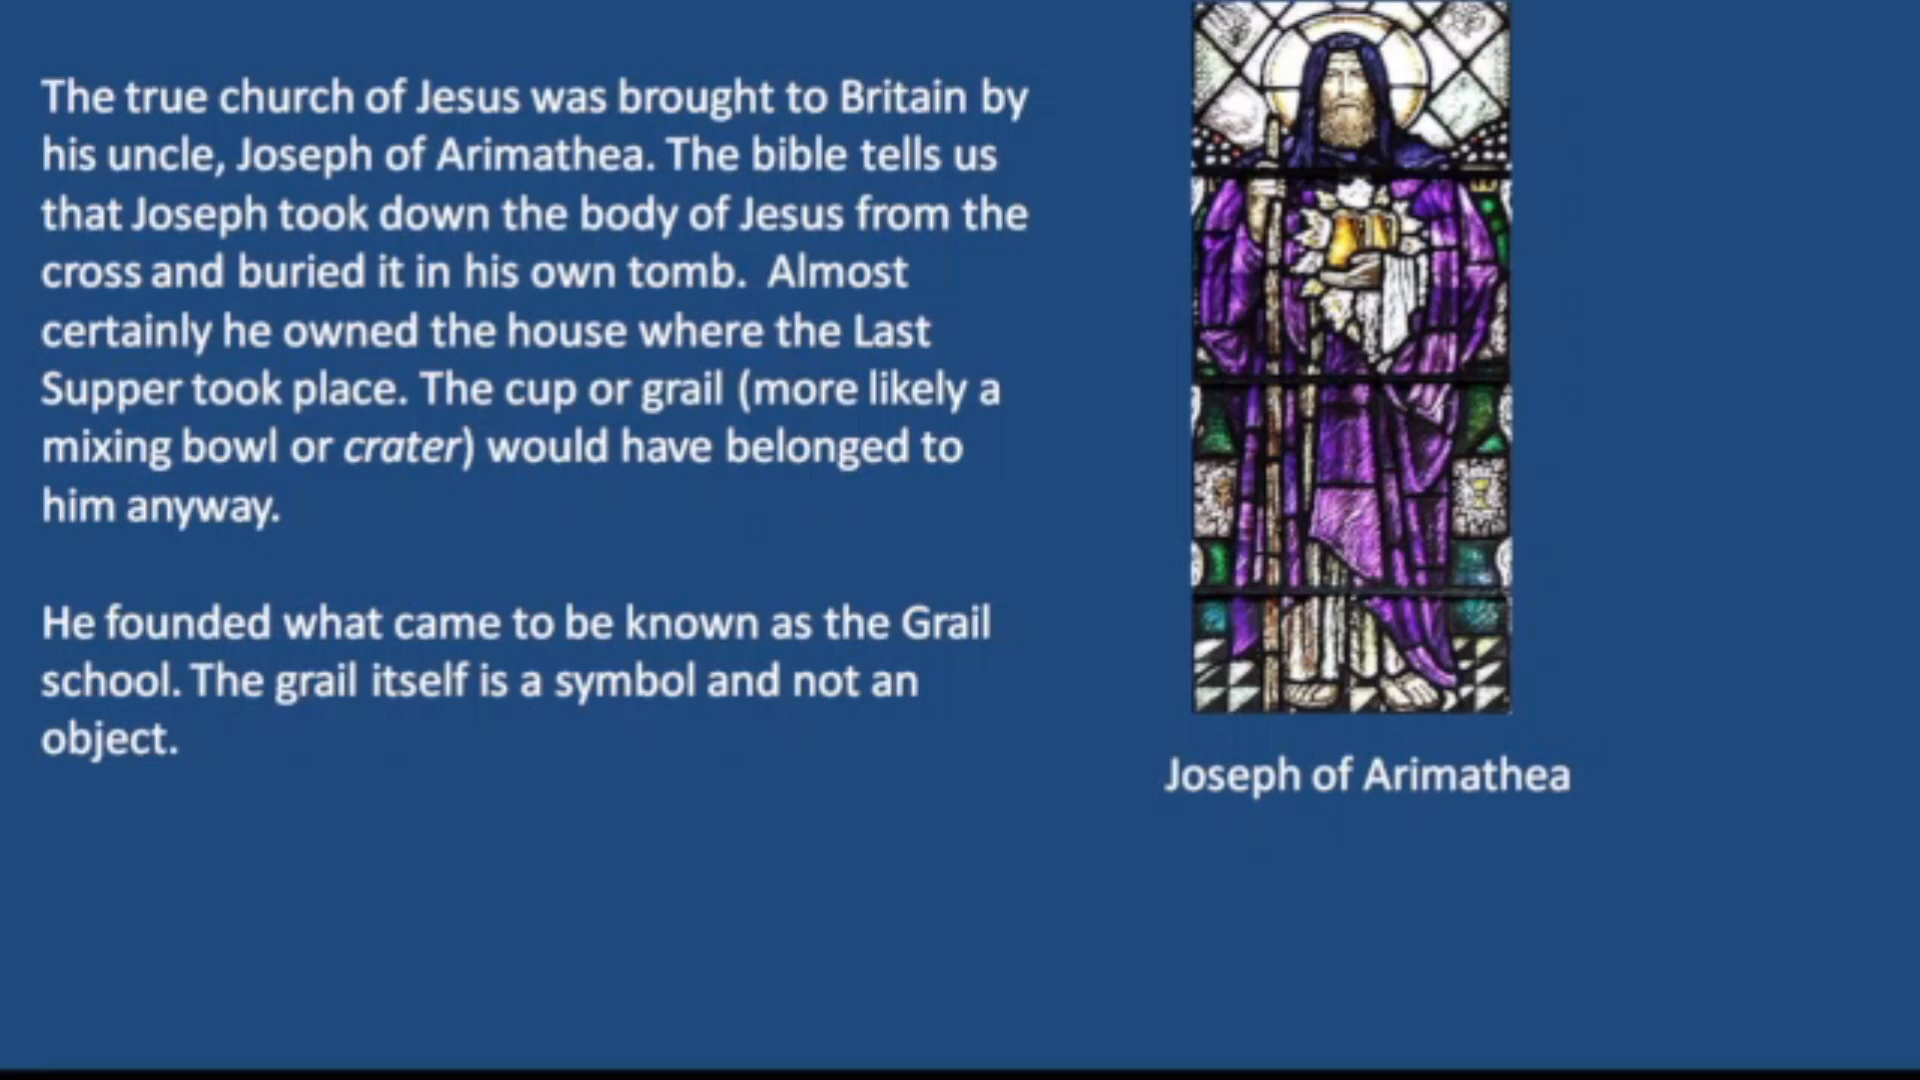 The true church of Jesus was brought to Britain by
his uncle, Joseph of Arimathea. The bible tells us
that Joseph took down the body of Jesus from the
cross and buried it in his own tomb.  Almost
certainly he owned the house where the Last
Supper took place. The cup or grail (more likely a
mixing bowl or crater) would have belonged to
him anyway.
He founded what came to be known as the Grail
school. The grail itself is a symbol and not an
object.
Joseph of Arimathea